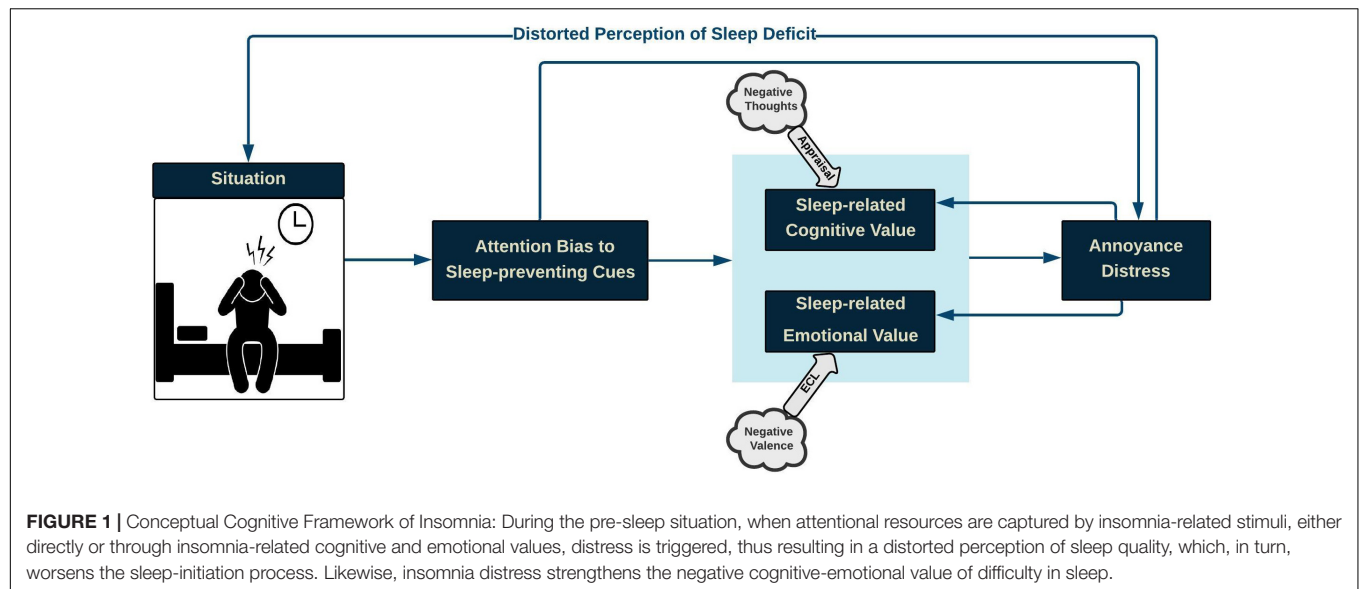 Distorted Perception of Sleep Deficit
Negative
Thoughts
Appraisal
Situation
Sleep-related
Cognitive Value
Attention Bias to
Sleep-preventing Cues
Annoyance
Distress
Sleep-related
Emotional Value
ECL
Negative
Valence
FIGURE 1 | Conceptual Cognitive Framework of Insomnia: During the pre-sleep situation, when attentional resources are captured by insomnia-related stimuli, either
directly or through insomnia-related cognitive and emotional values, distress is triggered, thus resulting in a distorted perception of sleep quality, which, in turn,
worsens the sleep-initiation process. Likewise, insomnia distress strengthens the negative cognitive-emotional value of difficulty in sleep.